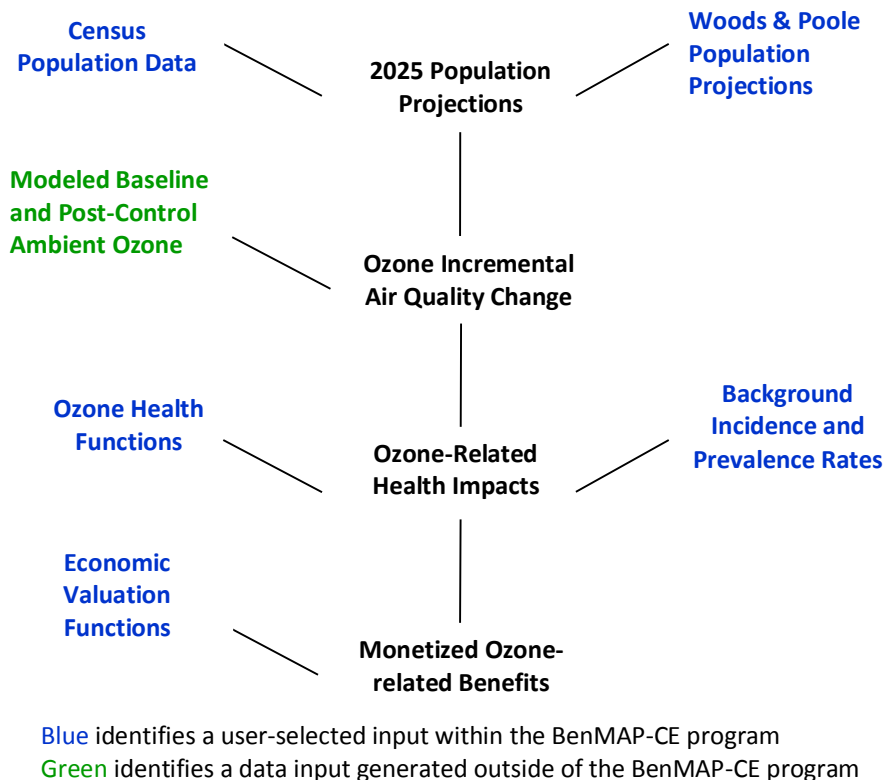 Census
Population Data
Woods & Poole
Population
Projections
2025 Population
Projections
Modeled Baseline
and Post-Control
Ambient Ozone
Ozone Incremental
Air Quality Change
Ozone Health
Functions
Background
Incidence and
Prevalence Rates
Ozone-Related
Health Impacts
Economic
Valuation
Functions
Monetized Ozone-
related Benefits
Blue identifies a user-selected input within the BenMAP-CE program
Green identifies a data input generated outside of the BenMAP-CE program